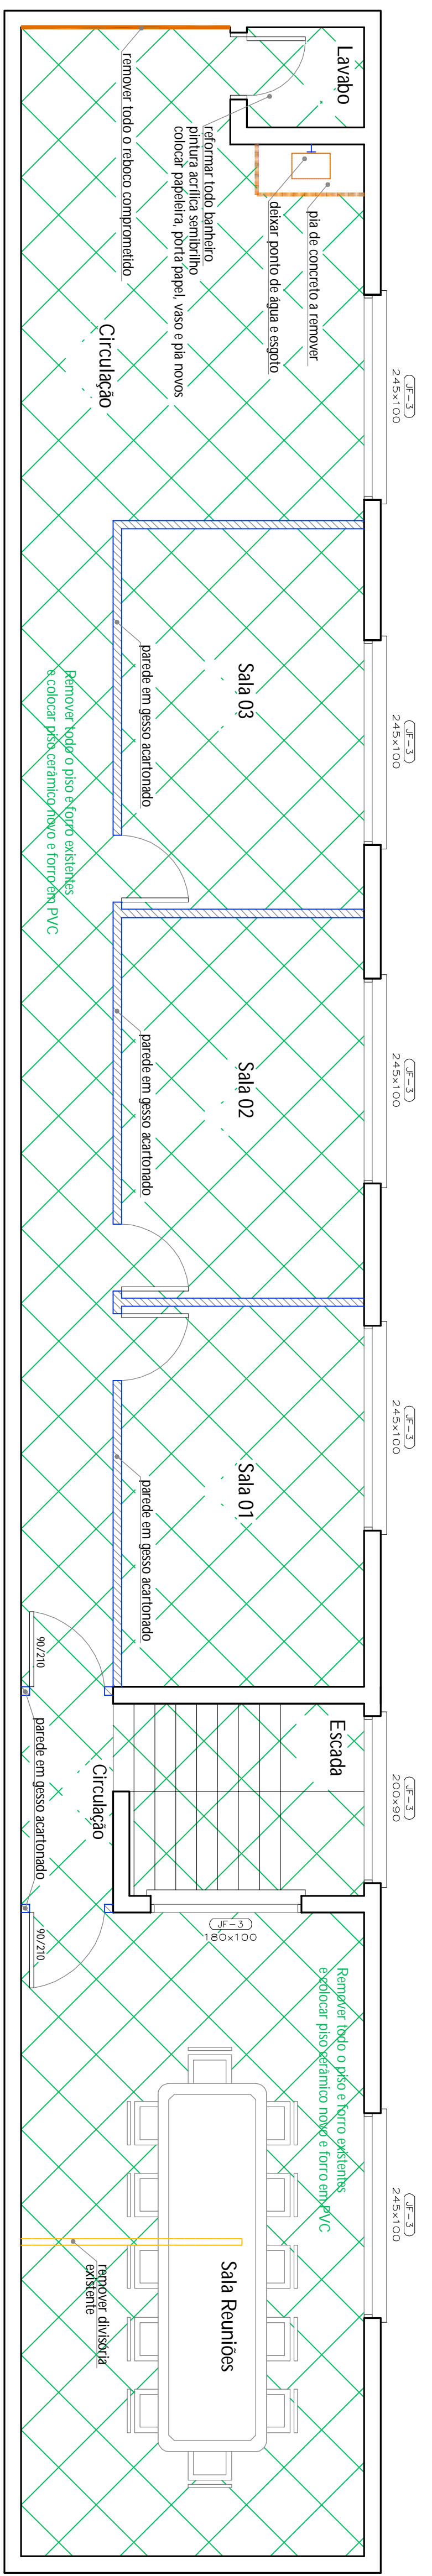 Lavabo
reformar todo banheiro
pintura acrílica semibrilho
colocar papeleira, porta papel, vaso e pia novos
remover todo o reboco comprometido
pia de concreto a remover
deixar ponto de água e esgoto
Circulação
JF-3
245x100
Sala 03
parede em gesso acartonado
JF-3
245x100
Remover todo o piso e forro existentes
e colocar piso cerâmico novo e forro em PVC
Sala 02
parede em gesso acartonado
JF-3
245x100
Sala 01
parede em gesso acartonado
JF-3
245x100
90/210
parede em gesso acartonado
Circulação
Escada
JF-3
200x90
90/210
JF-3
180x100
Remover todo o piso e forro existentes
e colocar piso cerâmico novo e forro em PVC
JF-3
245x100
Sala Reuniões
remover divisória
existente